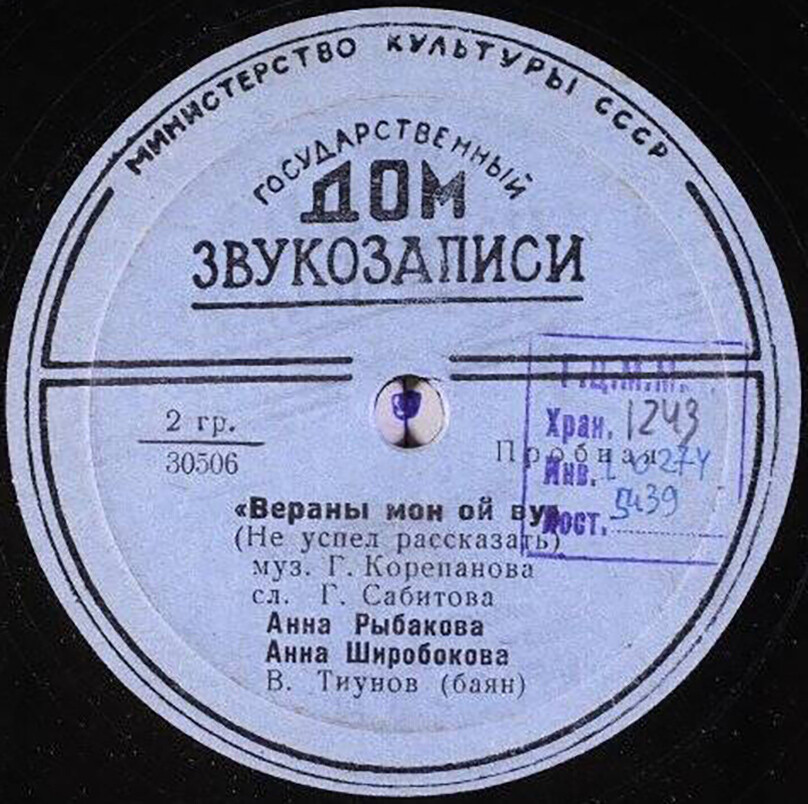 МИНИСТЕРСТВО КУЛЬТУРЫ СССР
ГОСУДАРСТВЕННЫЙ
ДОМ
ЗВУКОЗАПИСИ
Г.Ц.М.М.
2 гр.
Хран. 1243
30506
Пробная
Инв.
«Вераны мон ой
Пост. 5439
(Не успел рассказать)
муз. Г. Корепанова
сл. Г. Сабитова
Анна Рыбакова
Анна Широбокова
В. Тиунов (баян)